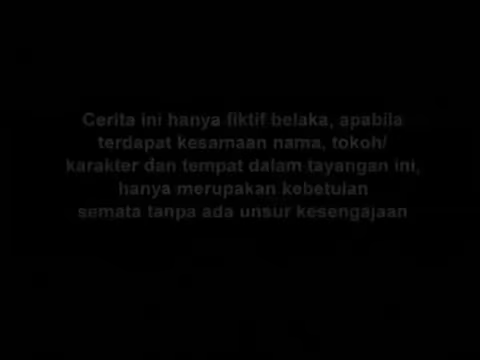 Cerita ini hanya fiktif belaka, apabila
terdapat kesamaan nama, tokoh/
karakter dan tempat dalam tayangan ini,
hanya merupakan kebetulan
semata tanpa ada unsur kesengajaan